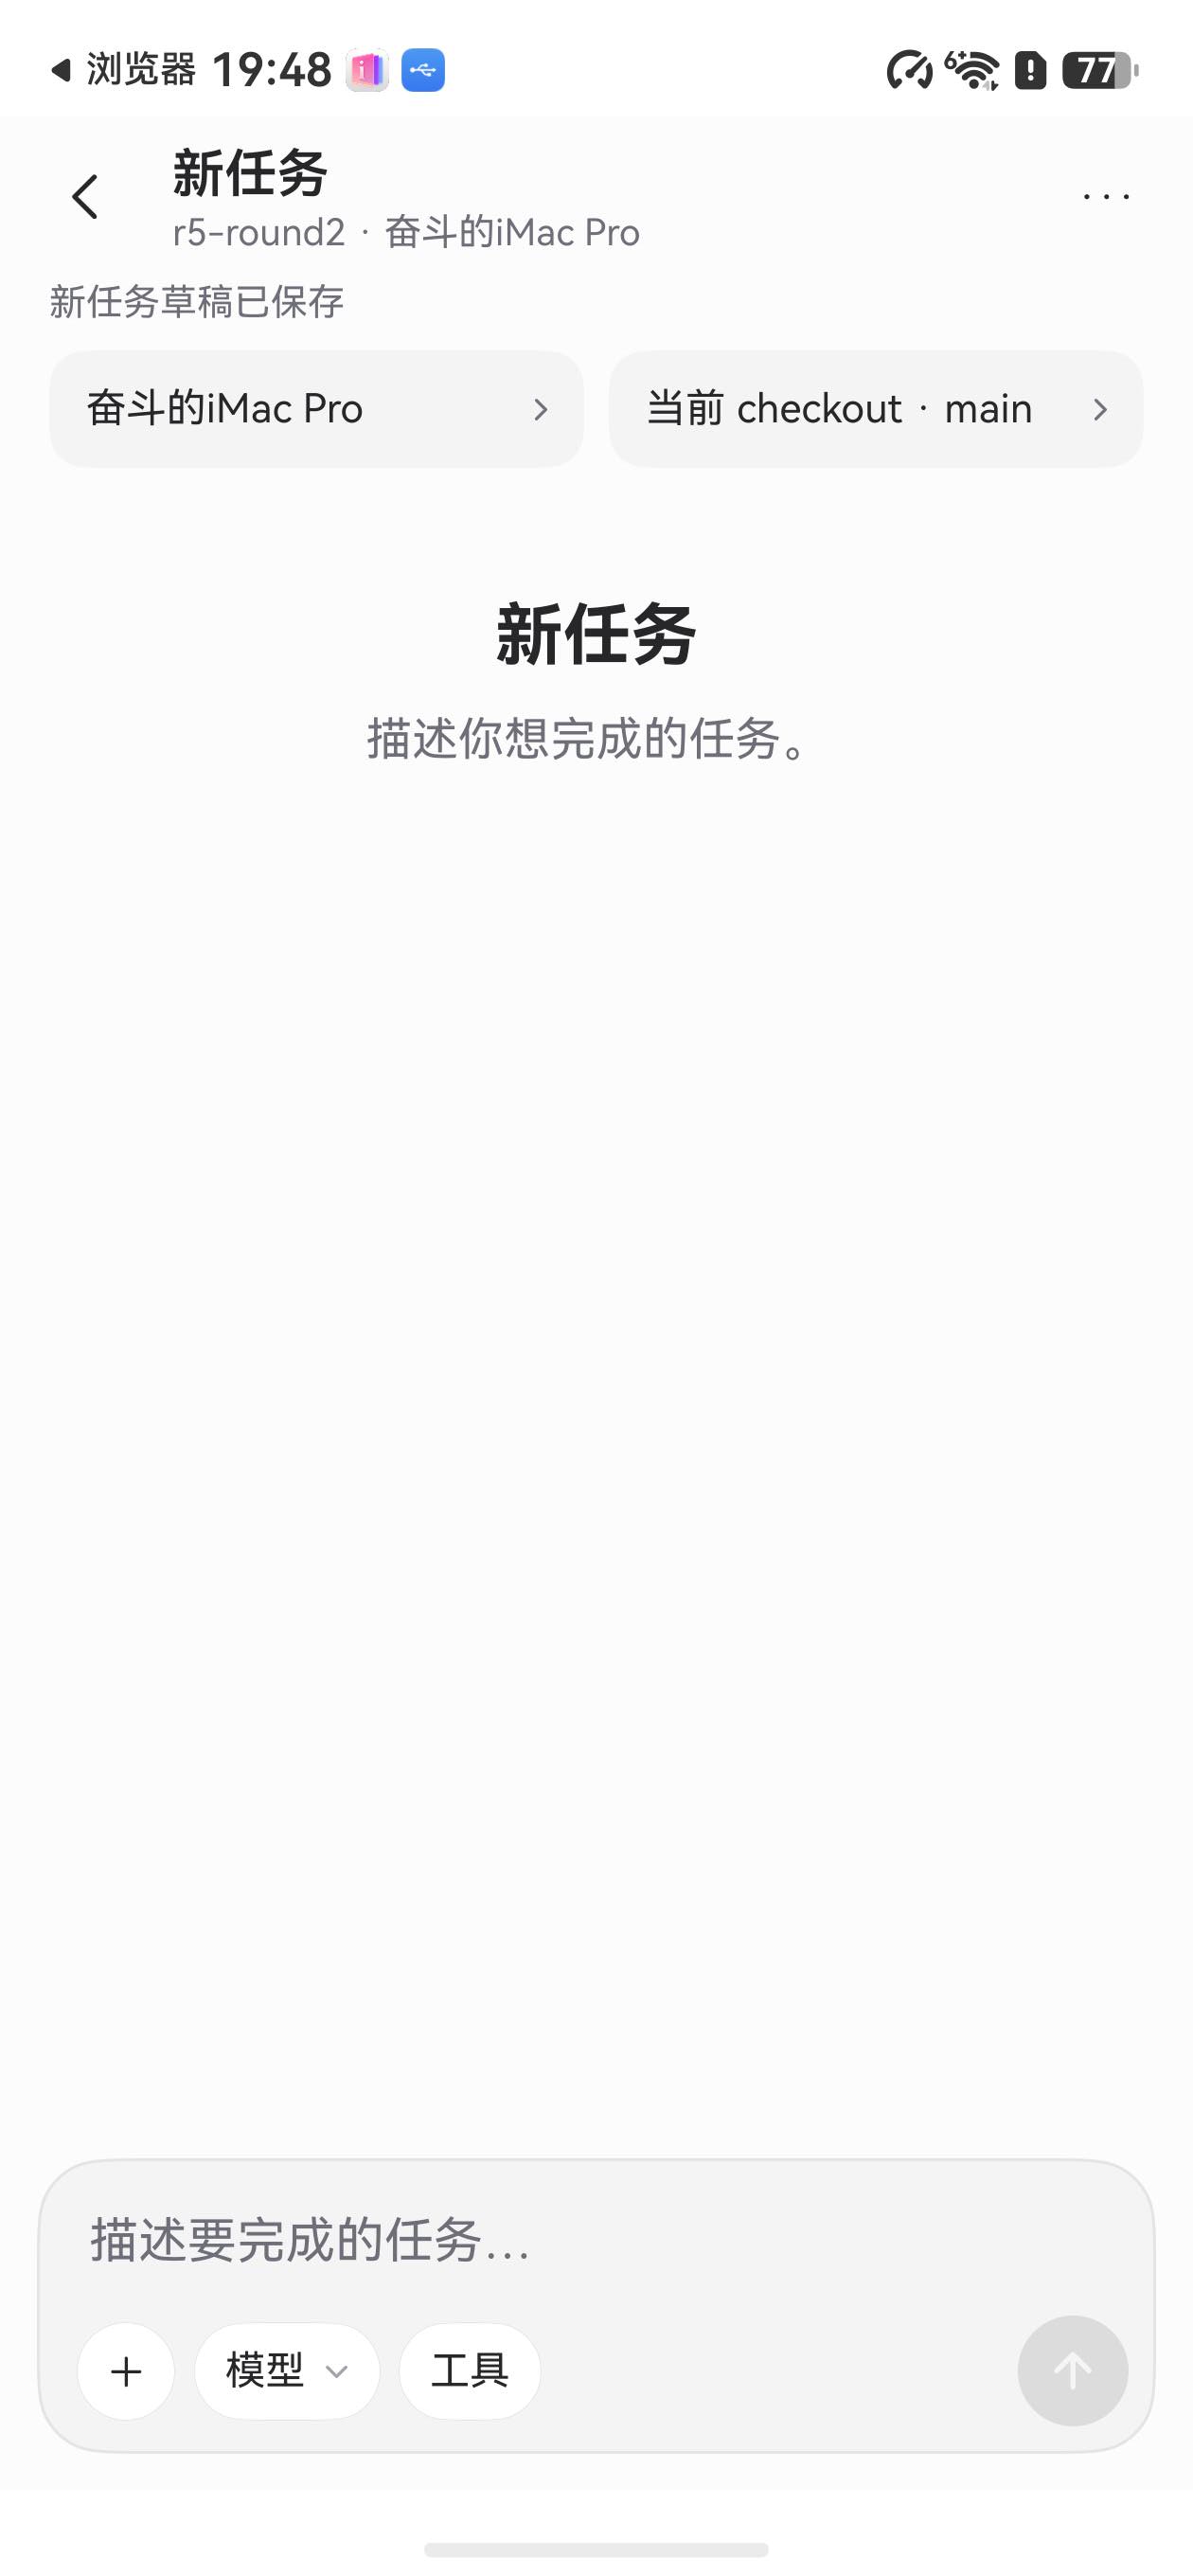 浏览器 19:48
6+
77
新任务
r5-round2 · 奋斗的iMac Pro
新任务草稿已保存
奋斗的iMac Pro
当前 checkout · main
新任务
描述你想完成的任务。
描述要完成的任务...
模型
工具